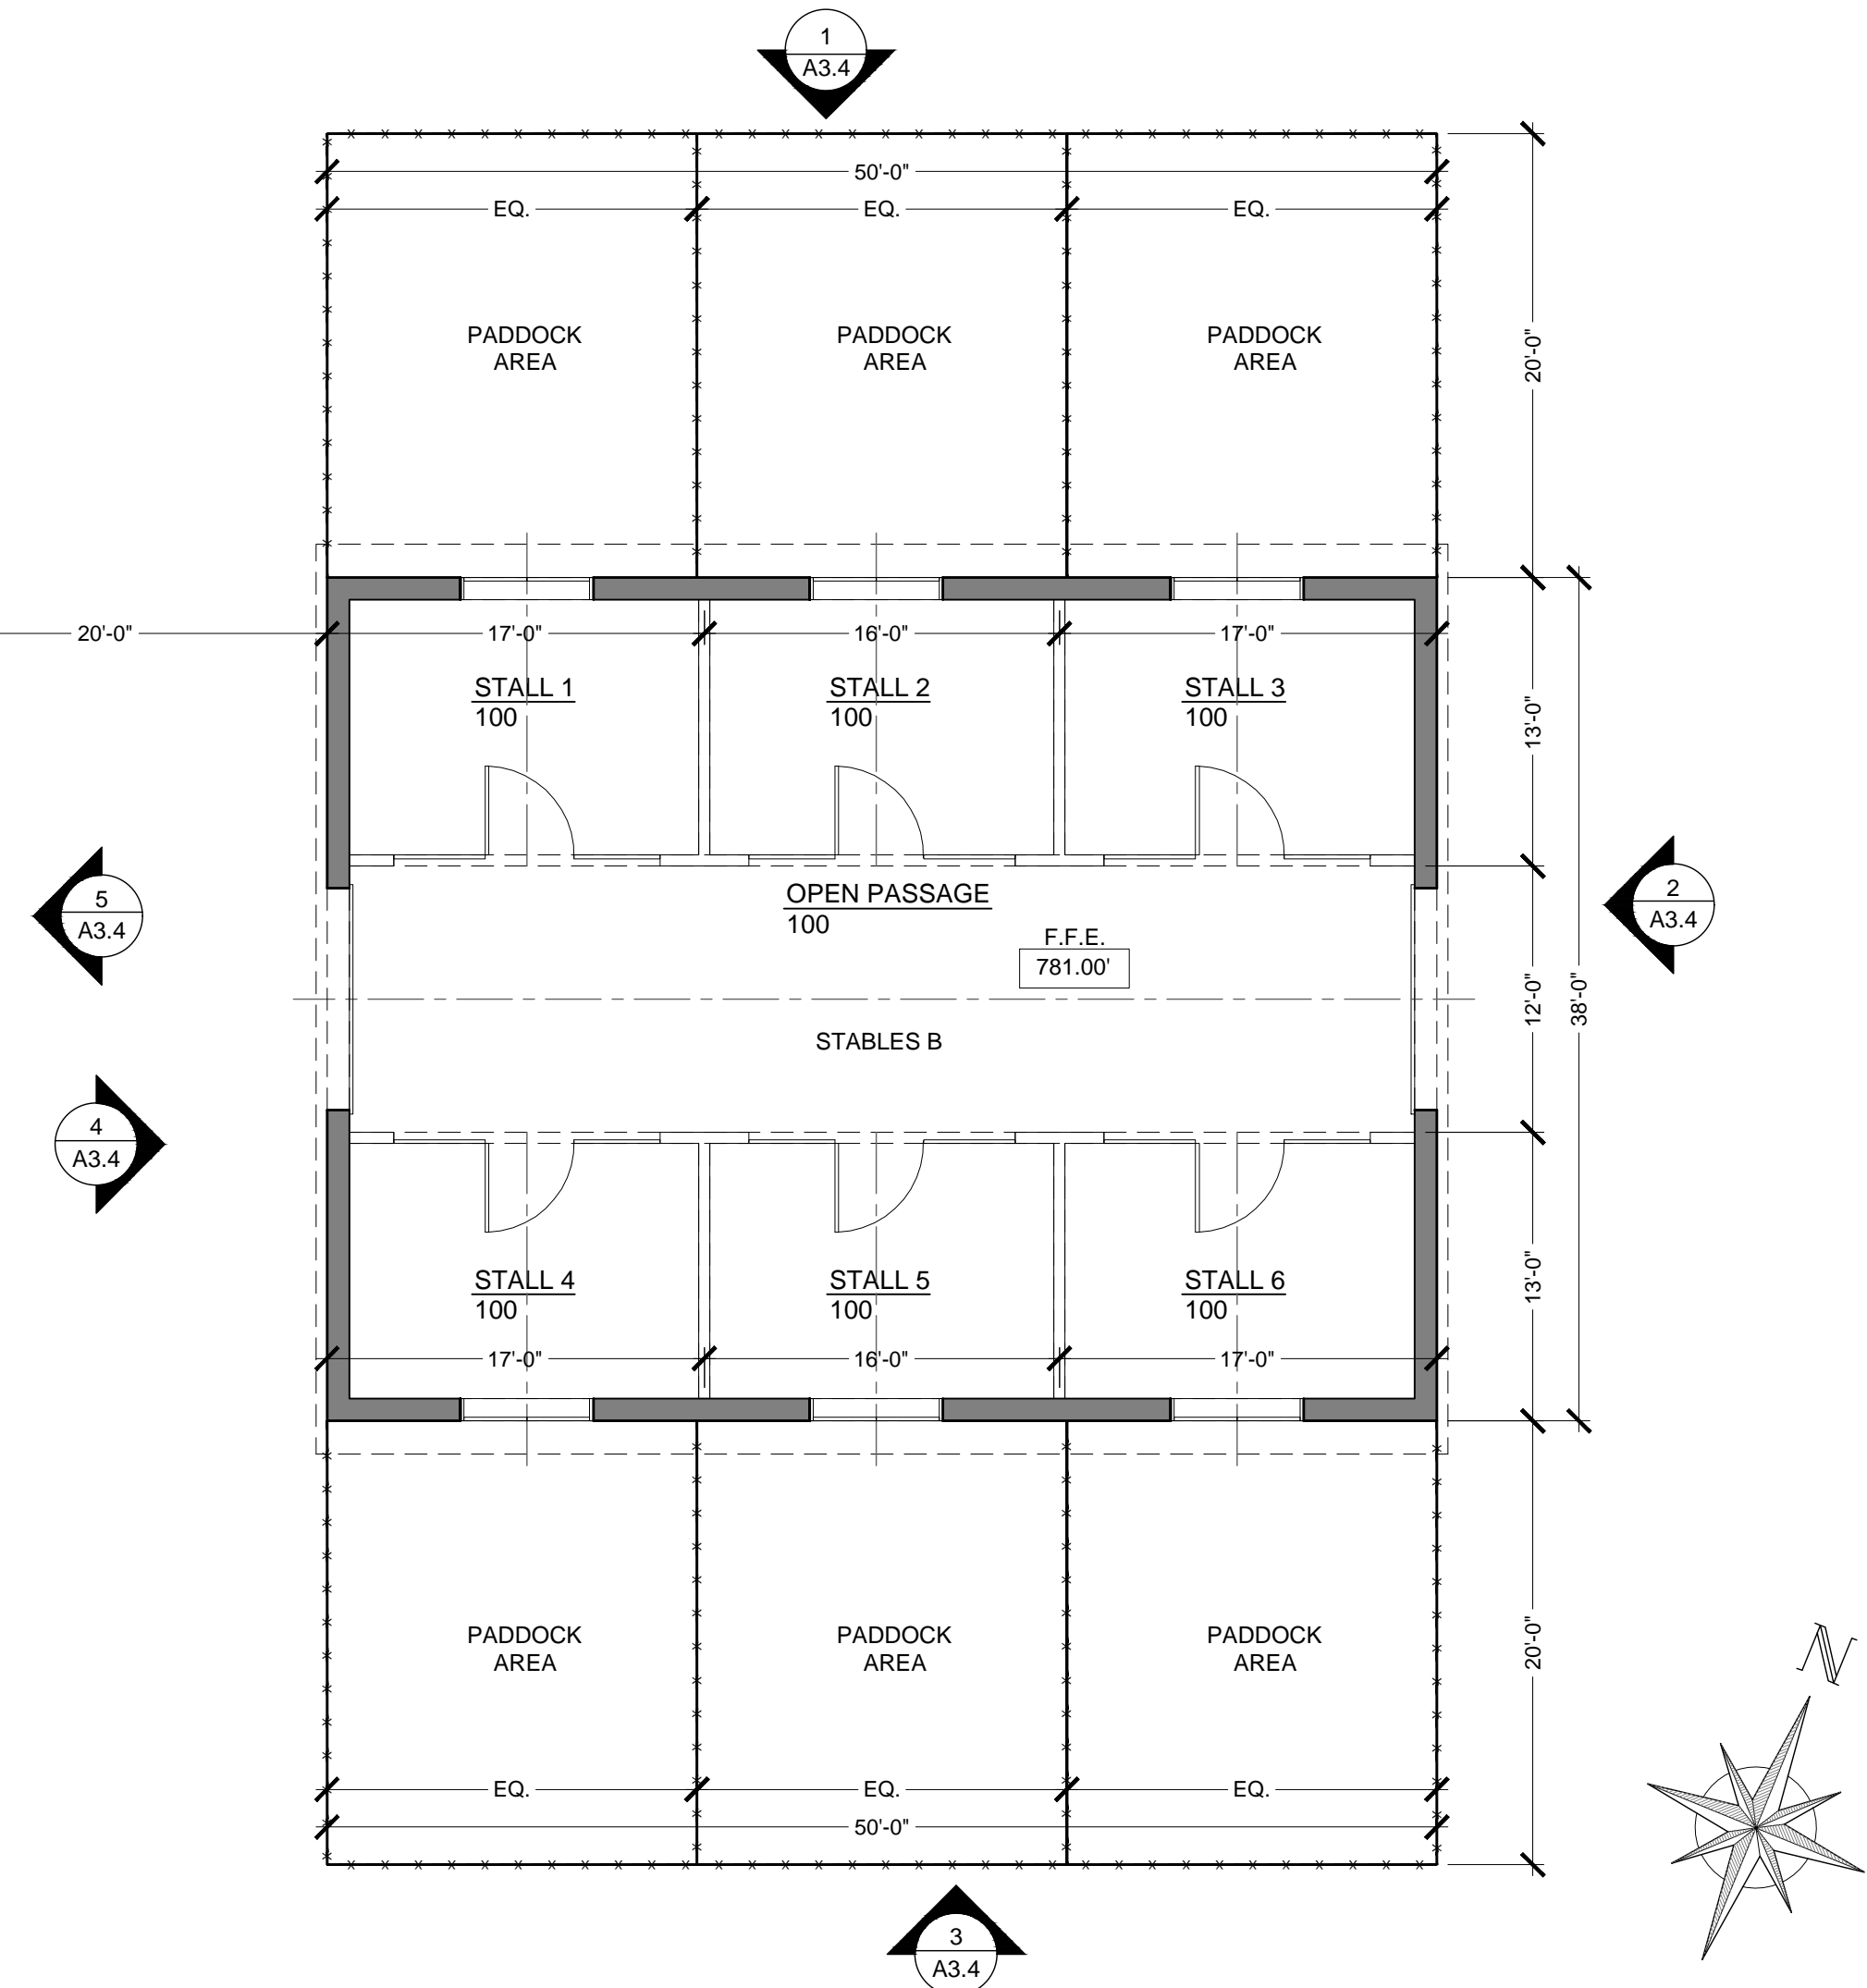 1
A3.4
50'-0"
EQ. EQ. EQ.
PADDOCK AREA
PADDOCK AREA
PADDOCK AREA
20'-0"
20'-0" 17'-0" 16'-0" 17'-0"
STALL 1
100
STALL 2
100
STALL 3
100
13'-0"
5
A3.4
OPEN PASSAGE
100
2
A3.4
F.F.E.
781.00'
12'-0"
38'-0"
STABLES B
4
A3.4
STALL 4
100
STALL 5
100
STALL 6
100
13'-0"
17'-0" 16'-0" 17'-0"
PADDOCK AREA
PADDOCK AREA
PADDOCK AREA
20'-0"
N
EQ. EQ. EQ.
50'-0"
3
A3.4